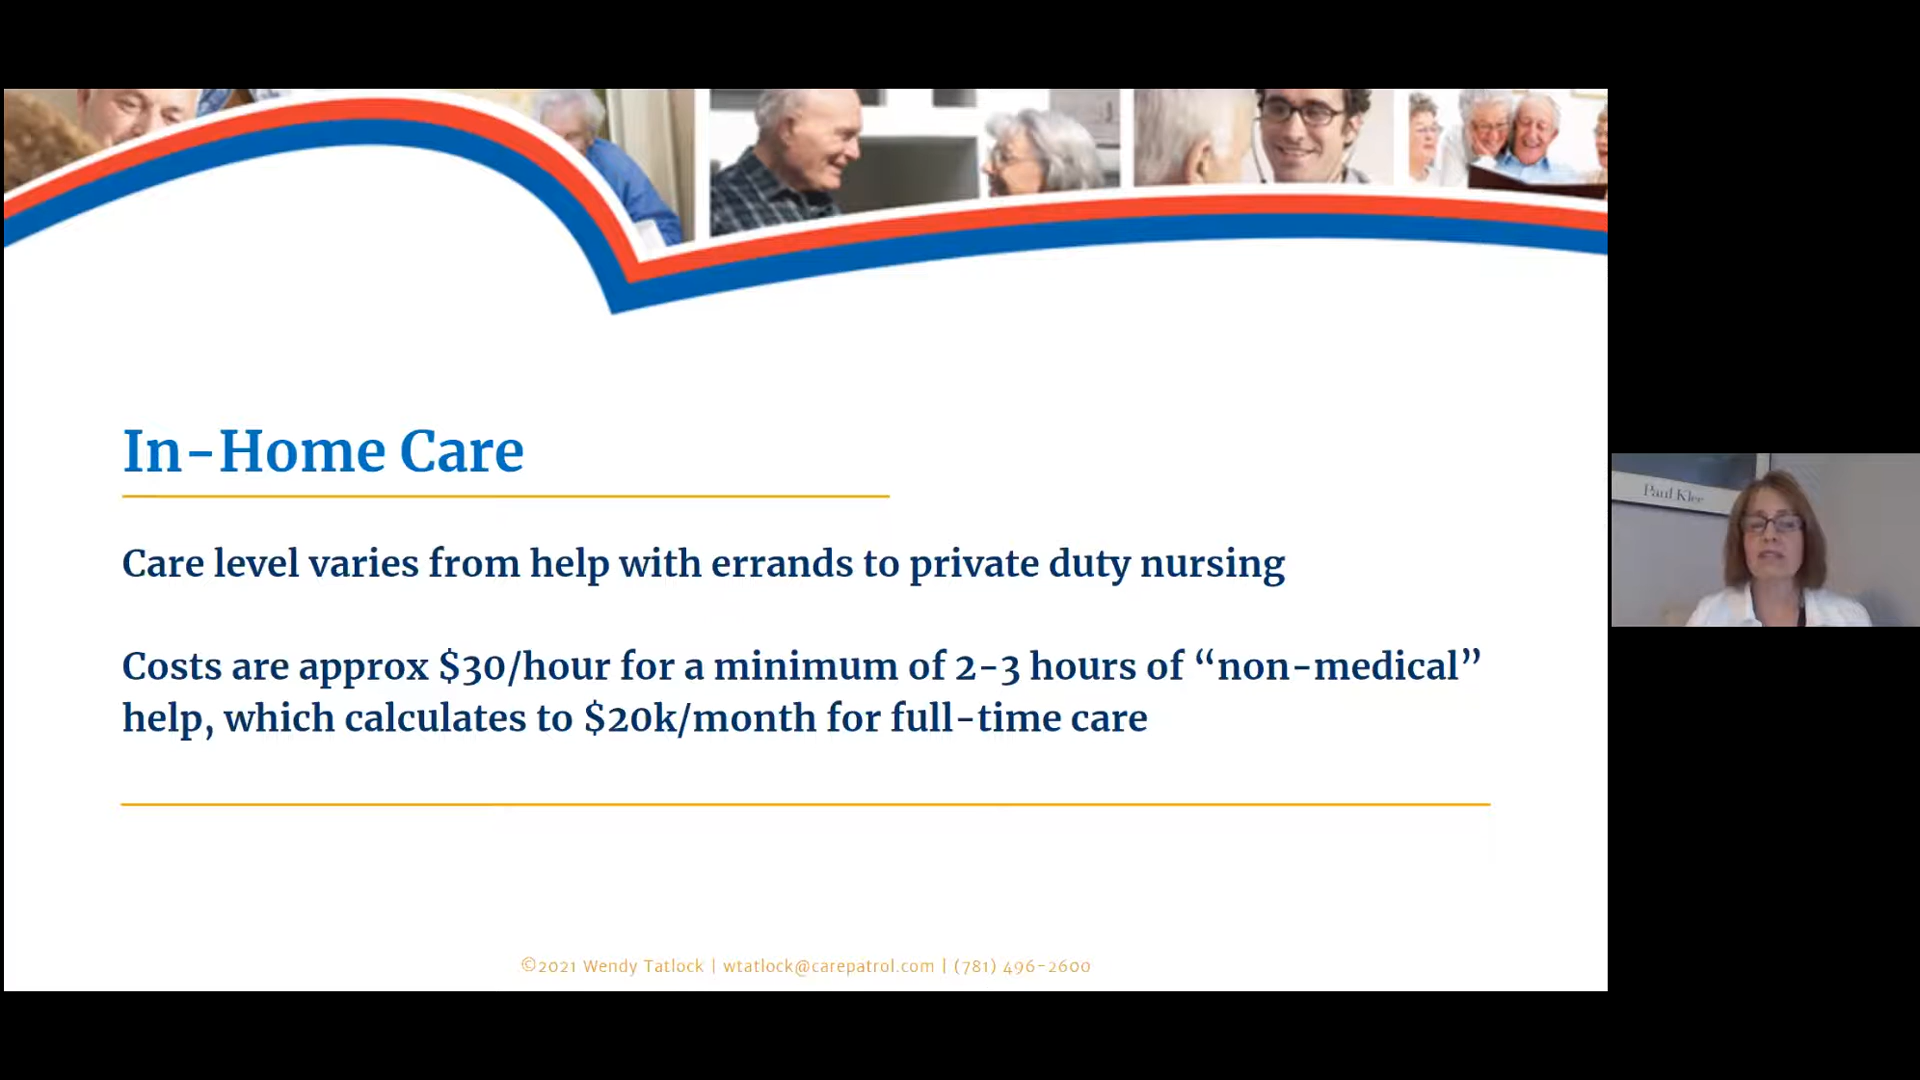 In-Home Care
Care level varies from help with errands to private duty nursing
Costs are approx $30/hour for a minimum of 2-3 hours of “non-medical”
help, which calculates to $20k/month for full-time care
©2021 Wendy Tatlock | wtatlock@carepatrol.com | (781) 496-2600
Paul Klee